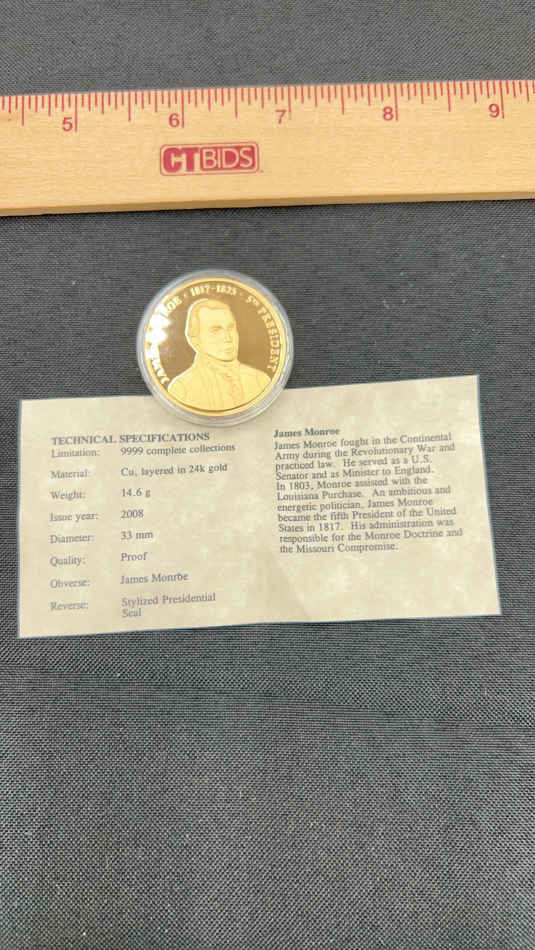 5 6 7 8 9
CTBIDS
1817-1825 · 5TH PRESIDENT
TECHNICAL SPECIFICATIONS
Limitation: 9999 complete collections
Material: Cu, layered in 24k gold
Weight: 14.6 g
Issue year: 2008
Diameter: 33 mm
Quality: Proof
Obverse: James Monroe
Reverse: Stylized Presidential
Seal
James Monroe
James Monroe fought in the Continental
Army during the Revolutionary War and
practiced law. He served as a U.S.
Senator and as Minister to England.
In 1803, Monroe assisted with the
Louisiana Purchase. An ambitious and
energetic politician, James Monroe
became the fifth President of the United
States in 1817. His administration was
responsible for the Monroe Doctrine and
the Missouri Compromise.